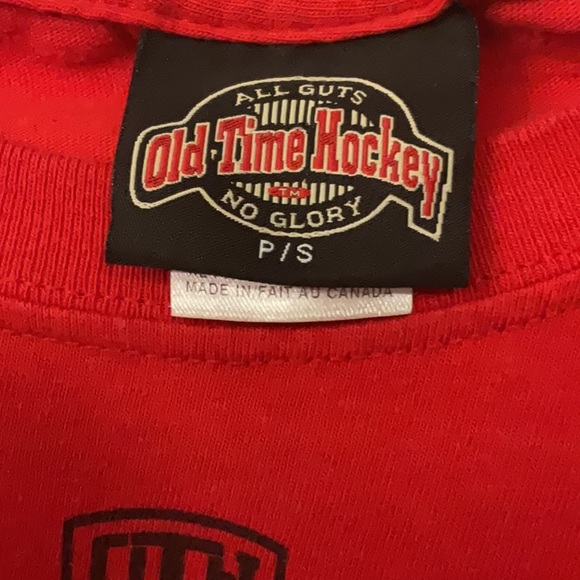 ALL GUTS
Old Time Hockey
TM
NO GLORY
P/S
MADE IN/FAIT AU CANADA